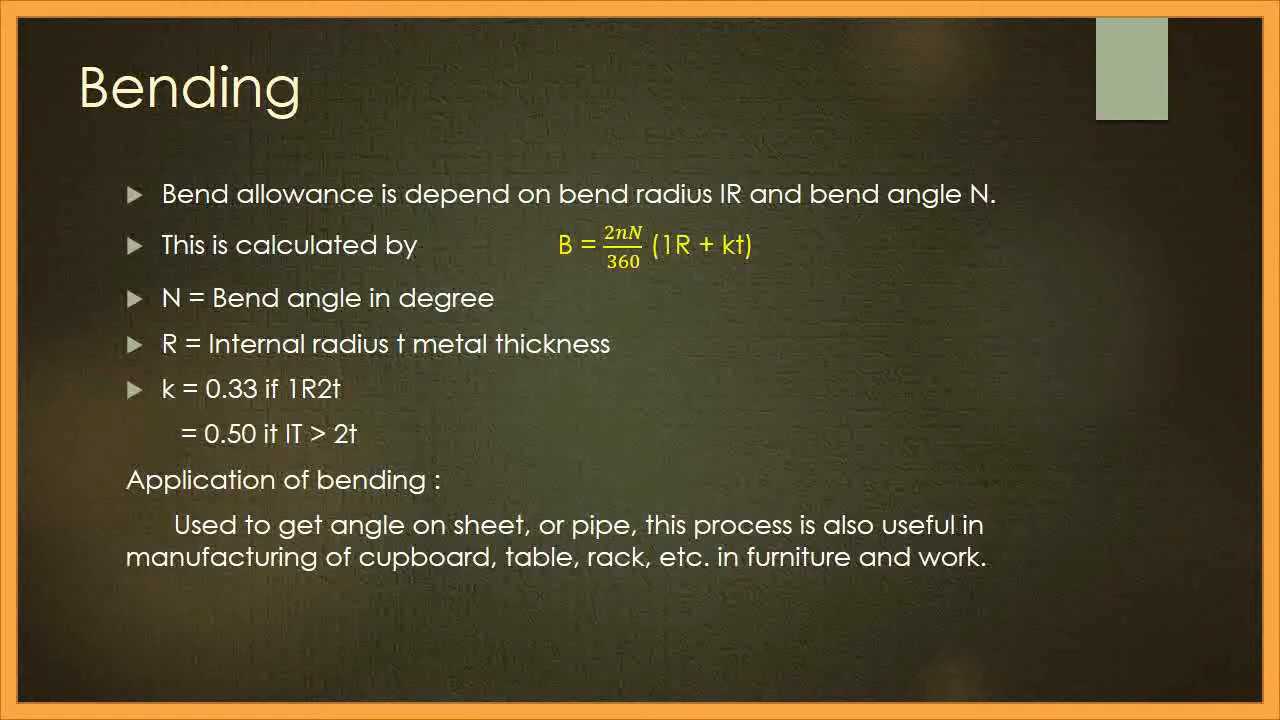 Bending
Bend allowance is depend on bend radius IR and bend angle N.
This is calculated by B = 2nN/360 (1R + kt)
N = Bend angle in degree
R = Internal radius t metal thickness
k = 0.33 if 1R2t
= 0.50 it IT > 2t
Application of bending :
Used to get angle on sheet, or pipe, this process is also useful in
manufacturing of cupboard, table, rack, etc. in furniture and work.